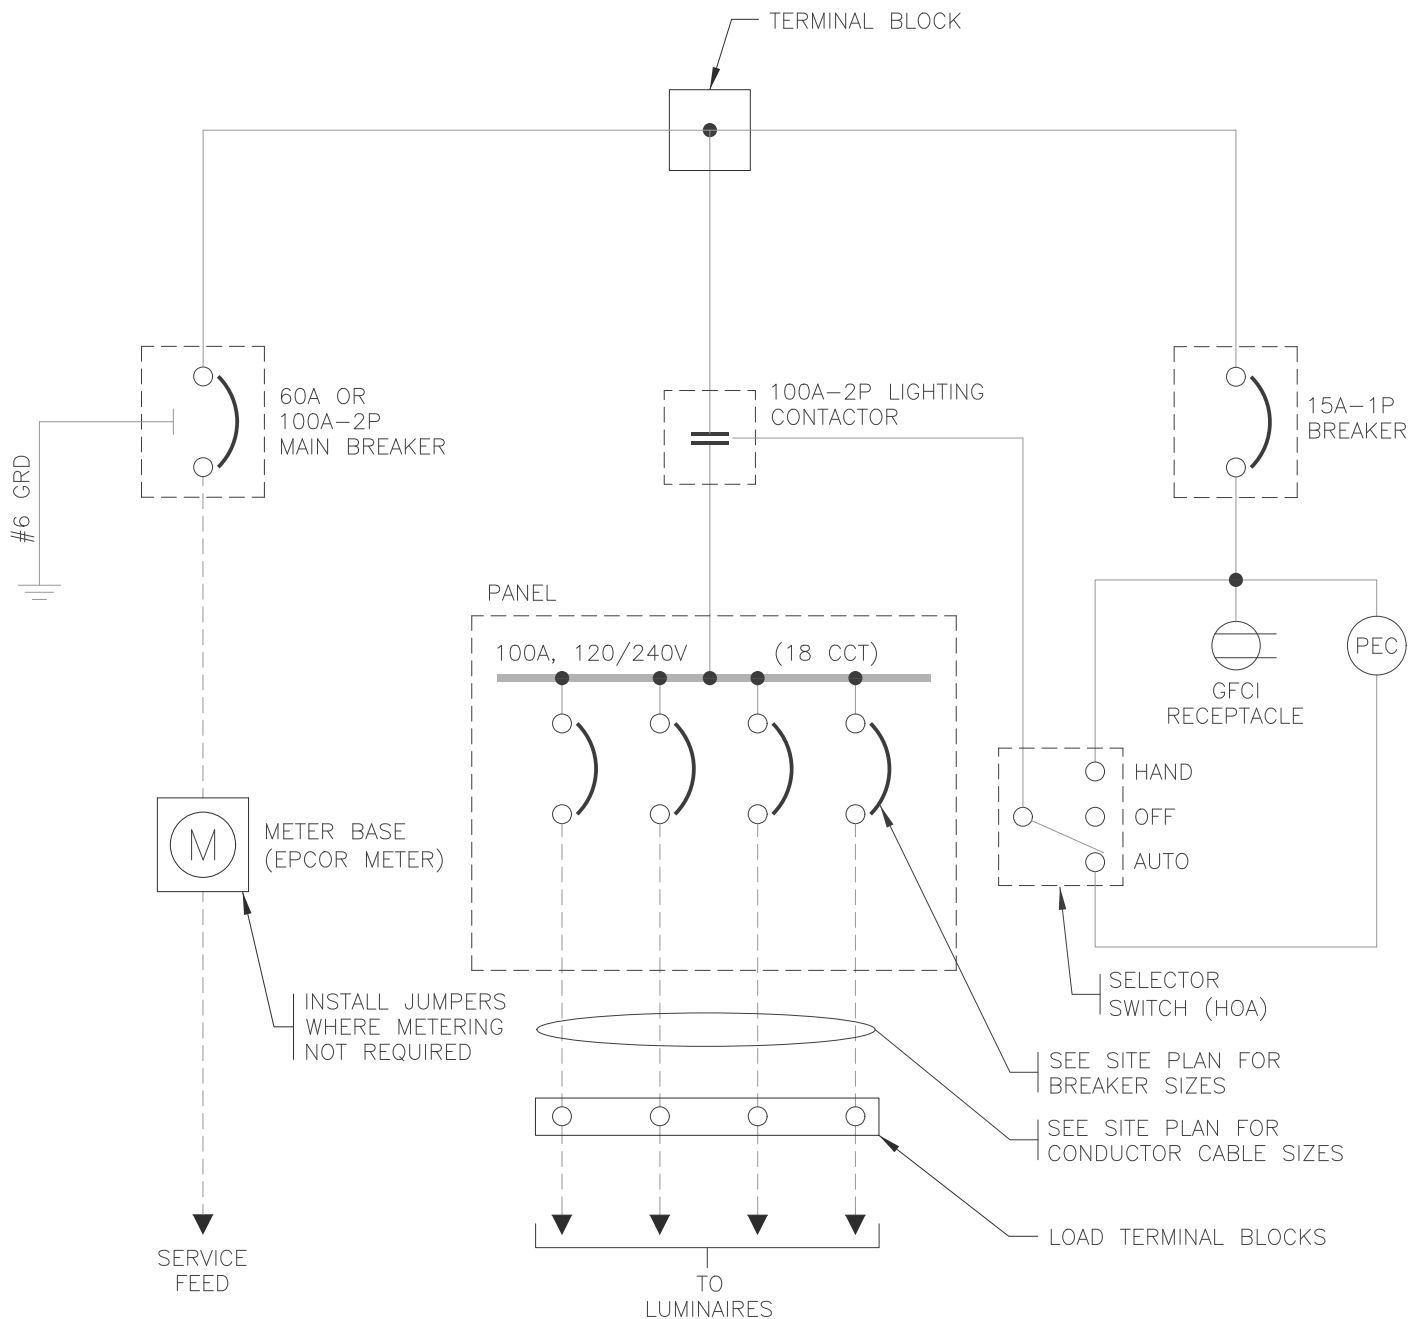 TERMINAL BLOCK
60A OR
100A-2P
MAIN BREAKER
#6 GRD
100A-2P LIGHTING
CONTACTOR
15A-1P
BREAKER
PANEL
100A, 120/240V (18 CCT)
GFCI
RECEPTACLE
PEC
HAND
OFF
AUTO
M
METER BASE
(EPCOR METER)
INSTALL JUMPERS
WHERE METERING
NOT REQUIRED
SELECTOR
SWITCH (HOA)
SEE SITE PLAN FOR
BREAKER SIZES
SEE SITE PLAN FOR
CONDUCTOR CABLE SIZES
LOAD TERMINAL BLOCKS
SERVICE
FEED
TO
LUMINAIRES